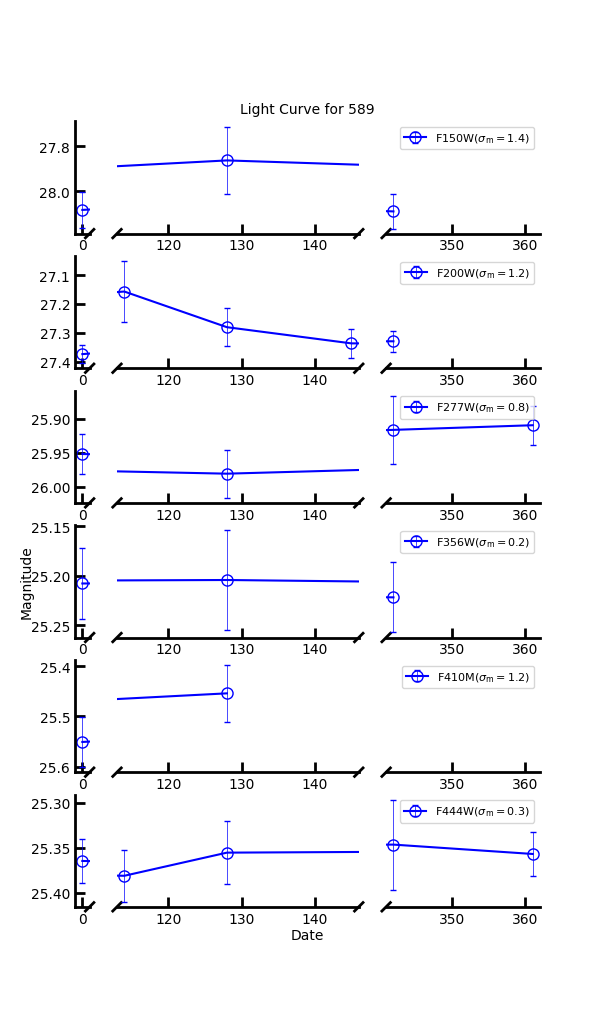 Light Curve for 589
F150W(σm = 1.4)
27.8
28.0
0 120 130 140 350 360
F200W(σm = 1.2)
27.1
27.2
27.3
27.4
0 120 130 140 350 360
F277W(σm = 0.8)
25.90
25.95
26.00
0 120 130 140 350 360
F356W(σm = 0.2)
25.15
25.20
25.25
0 120 130 140 350 360
Magnitude
F410M(σm = 1.2)
25.4
25.5
25.6
0 120 130 140 350 360
F444W(σm = 0.3)
25.30
25.35
25.40
0 120 130 140 350 360
Date